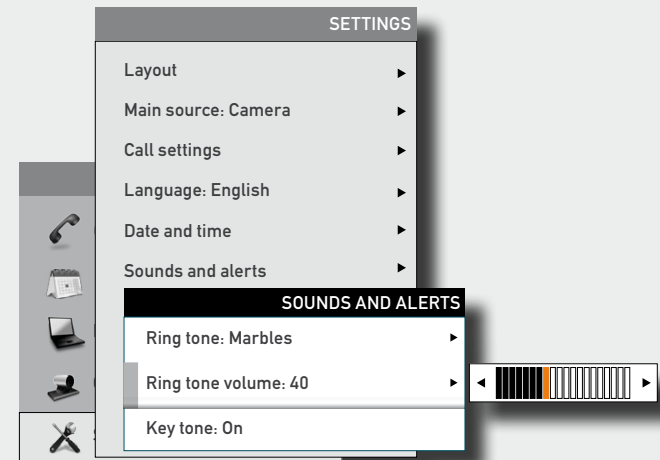 SETTINGS
Layout
Main source: Camera
Call settings
Language: English
Date and time
Sounds and alerts
SOUNDS AND ALERTS
Ring tone: Marbles
Ring tone volume: 40
Key tone: On